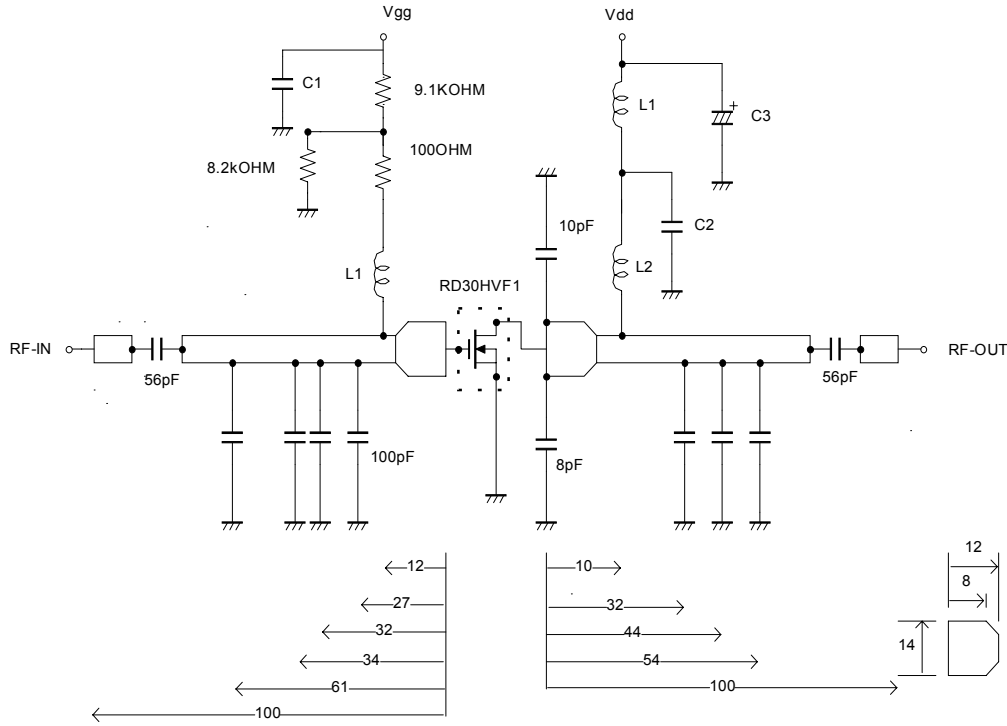 Vgg
Vdd
C1
9.1KOHM
L1
C3
+
8.2kOHM
100OHM
10pF
C2
L1
L2
RD30HVF1
RF-IN
RF-OUT
56pF
56pF
100pF
8pF
12
10
12
8
27
32
32
44
14
34
54
61
100
100